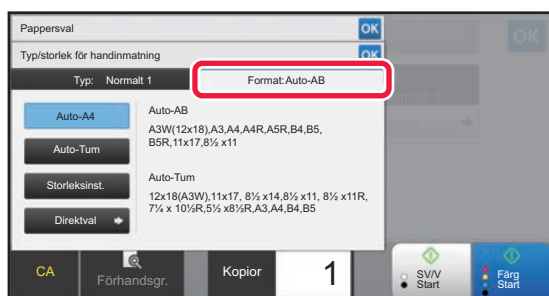 Pappersval
OK
Typ/storlek för handinmatning
OK
Typ: Normalt 1
Format:Auto-AB
Auto-A4
Auto-Tum
Storleksinst.
Direktval
Auto-AB
A3W(12x18),A3,A4,A4R,A5R,B4,B5,
B5R,11x17,8½ x11
Auto-Tum
12x18(A3W),11x17, 8½ x14,8½ x11, 8½ x11R,
7¼ x 10½R,5½ x8½R,A3,A4,B4,B5
OK
CA
Förhandsgr.
Kopior
1
SV/V
Start
Färg
Start